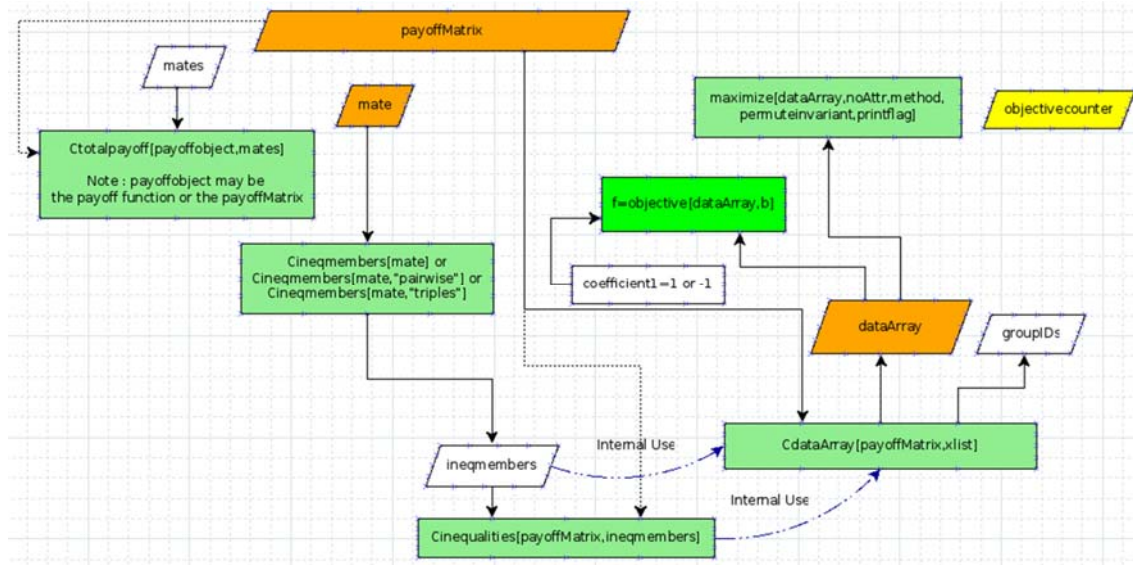 payoffMatrix
mates
mate
maximize[dataArray,noAttr,method,
permuteinvariant,printflag]
objectivecounter
Ctotalpayoff[payoffobject,mates]
Note : payoffobject may be
the payoff function or the payoffMatrix
f=objective[dataArray,b]
Cineqmembers[mate] or
Cineqmembers[mate,"pairwise"] or
Cineqmembers[mate,"triples"]
coefficient1=1 or -1
dataArray
groupIDs
Internal Use
CdataArray[payoffMatrix,xlist]
ineqmembers
Internal Use
Cinequalities[payoffMatrix,ineqmembers]